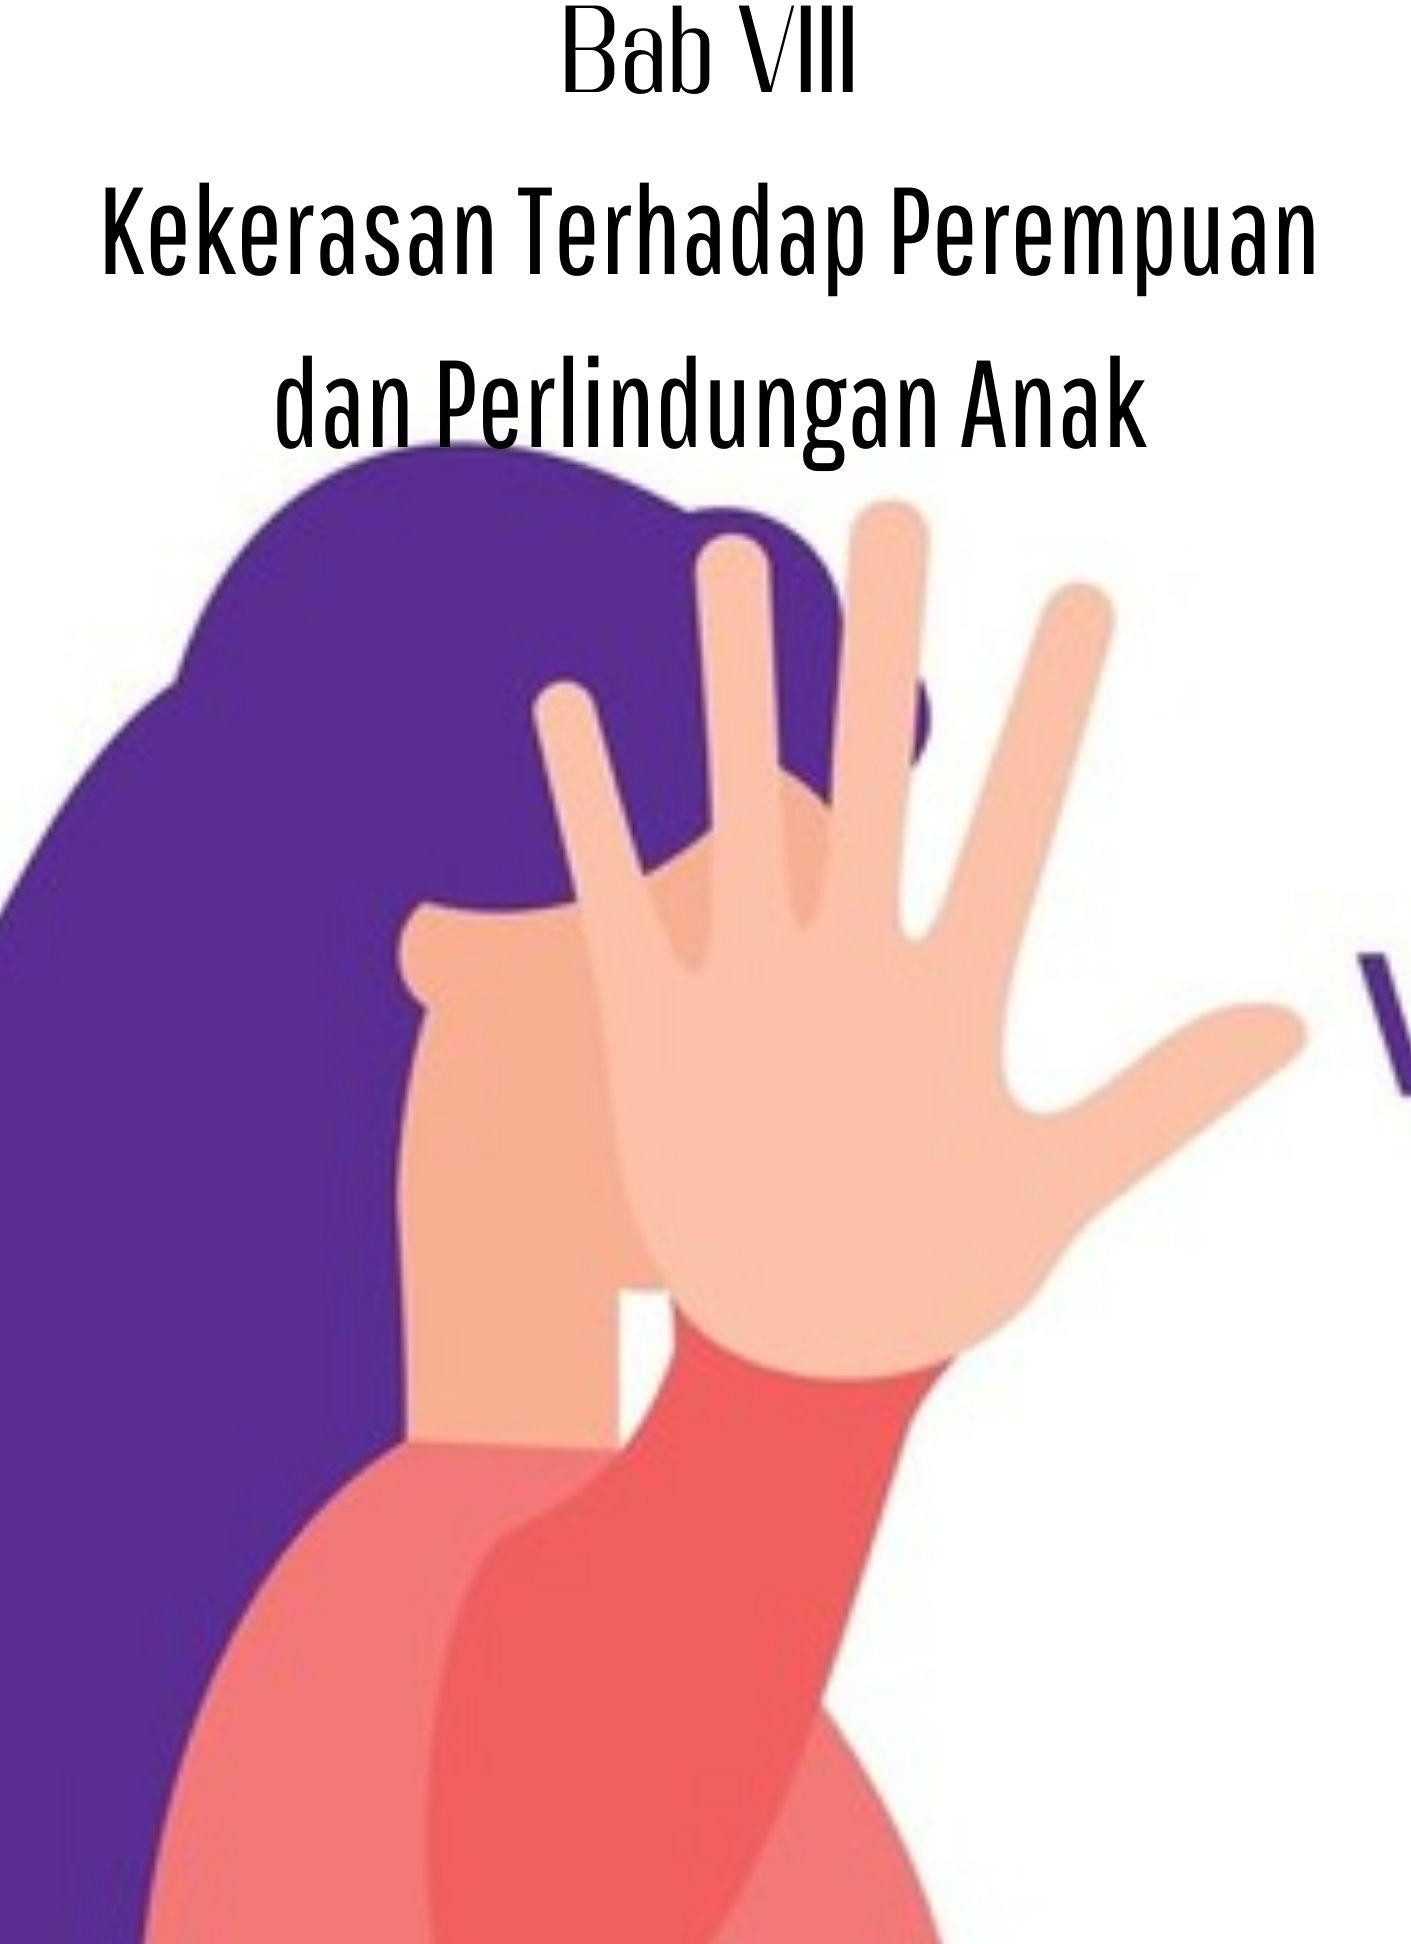 Bab VIII
Kekerasan Terhadap Perempuan
dan Perlindungan Anak